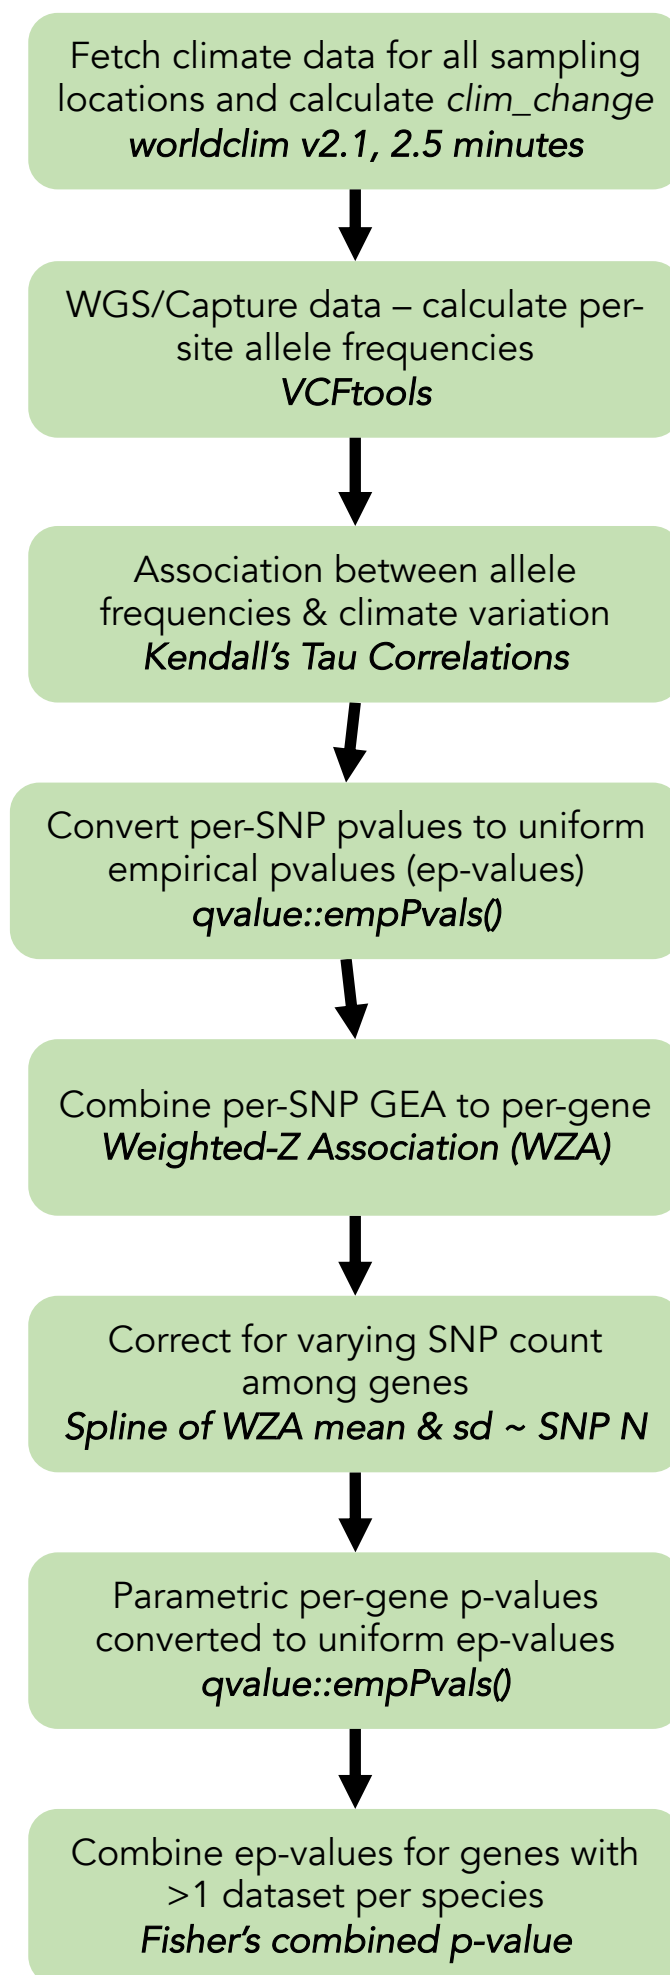 Fetch climate data for all sampling
locations and calculate clim_change
worldclim v2.1, 2.5 minutes
WGS/Capture data – calculate per-
site allele frequencies
VCFtools
Association between allele
frequencies & climate variation
Kendall's Tau Correlations
Convert per-SNP pvalues to uniform
empirical pvalues (ep-values)
qvalue::empPvals()
Combine per-SNP GEA to per-gene
Weighted-Z Association (WZA)
Correct for varying SNP count
among genes
Spline of WZA mean & sd ~ SNP N
Parametric per-gene p-values
converted to uniform ep-values
qvalue::empPvals()
Combine ep-values for genes with
>1 dataset per species
Fisher's combined p-value